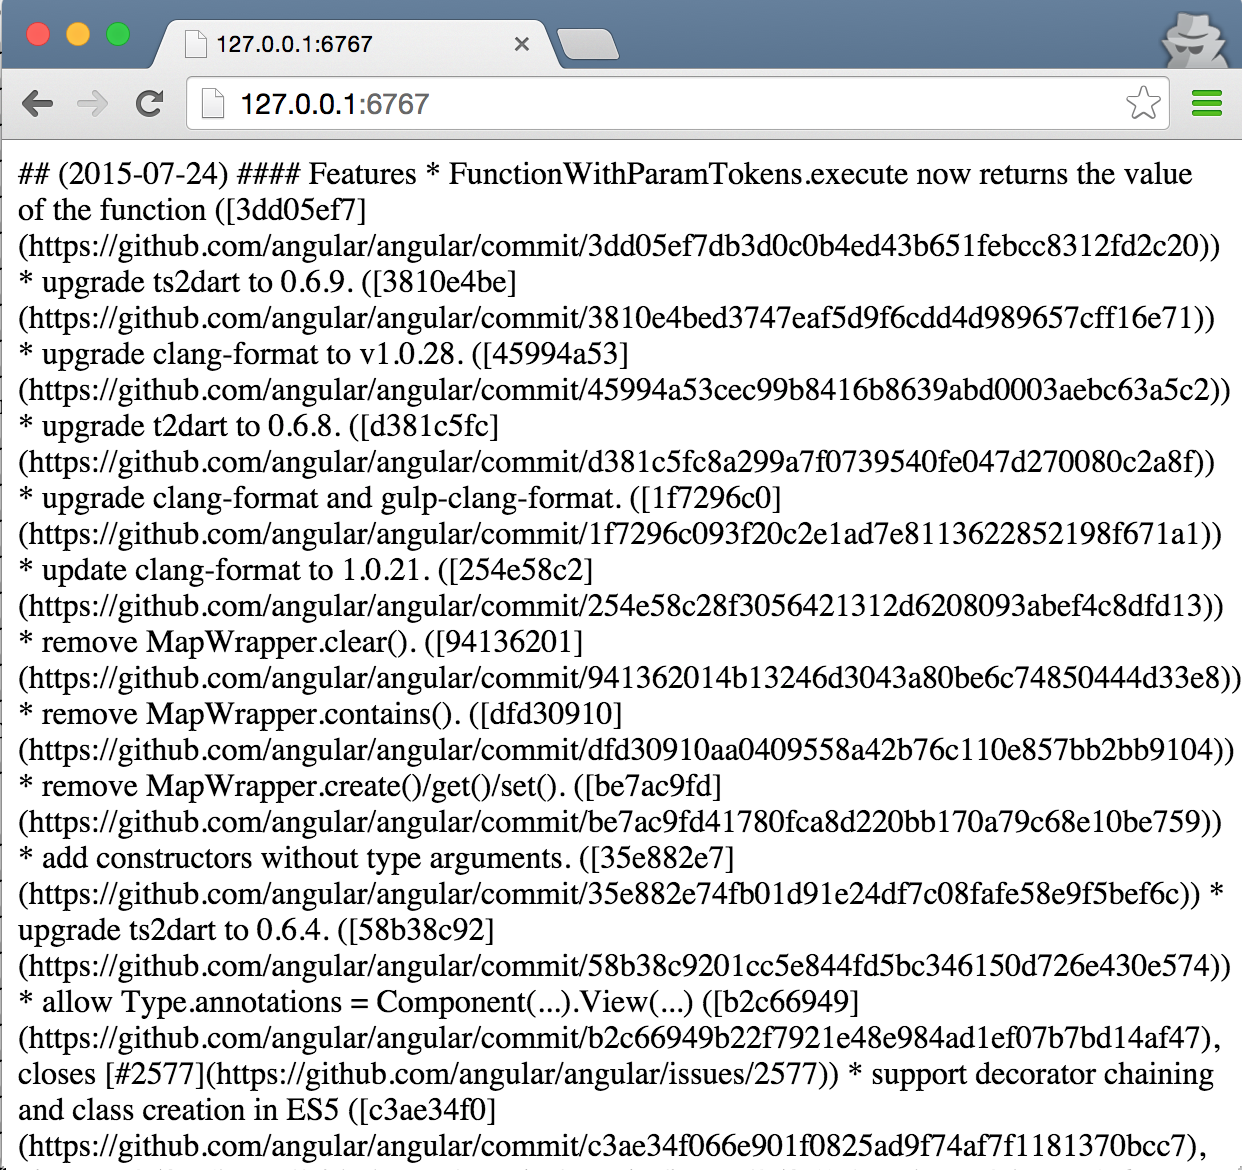 127.0.0.1:6767
127.0.0.1:6767
## (2015-07-24) #### Features * FunctionWithParamTokens.execute now returns the value
of the function ([3dd05ef7]
(https://github.com/angular/angular/commit/3dd05ef7db3d0c0b4ed43b651febcc8312fd2c20))
* upgrade ts2dart to 0.6.9. ([3810e4be]
(https://github.com/angular/angular/commit/3810e4bed3747eaf5d9f6cdd4d989657cff16e71))
* upgrade clang-format to v1.0.28. ([45994a53]
(https://github.com/angular/angular/commit/45994a53cec99b8416b8639abd0003aebc63a5c2))
* upgrade t2dart to 0.6.8. ([d381c5fc]
(https://github.com/angular/angular/commit/d381c5fc8a299a7f0739540fe047d270080c2a8f))
* upgrade clang-format and gulp-clang-format. ([1f7296c0]
(https://github.com/angular/angular/commit/1f7296c093f20c2e1ad7e8113622852198f671a1))
* update clang-format to 1.0.21. ([254e58c2]
(https://github.com/angular/angular/commit/254e58c28f3056421312d6208093abef4c8dfd13))
* remove MapWrapper.clear(). ([94136201]
(https://github.com/angular/angular/commit/941362014b13246d3043a80be6c74850444d33e8))
* remove MapWrapper.contains(). ([dfd30910]
(https://github.com/angular/angular/commit/dfd30910aa0409558a42b76c110e857bb2bb9104))
* remove MapWrapper.create()/get()/set(). ([be7ac9fd]
(https://github.com/angular/angular/commit/be7ac9fd41780fca8d220bb170a79c68e10be759))
* add constructors without type arguments. ([35e882e7]
(https://github.com/angular/angular/commit/35e882e74fb01d91e24df7c08fafe58e9f5bef6c)) *
upgrade ts2dart to 0.6.4. ([58b38c92]
(https://github.com/angular/angular/commit/58b38c9201cc5e844fd5bc346150d726e430e574))
* allow Type.annotations = Component(...).View(...) ([b2c66949]
(https://github.com/angular/angular/commit/b2c66949b22f7921e48e984ad1ef07b7bd14af47),
closes [#2577](https://github.com/angular/angular/issues/2577)) * support decorator chaining
and class creation in ES5 ([c3ae34f0]
(https://github.com/angular/angular/commit/c3ae34f066e901f0825ad9f74af7f1181370bcc7),